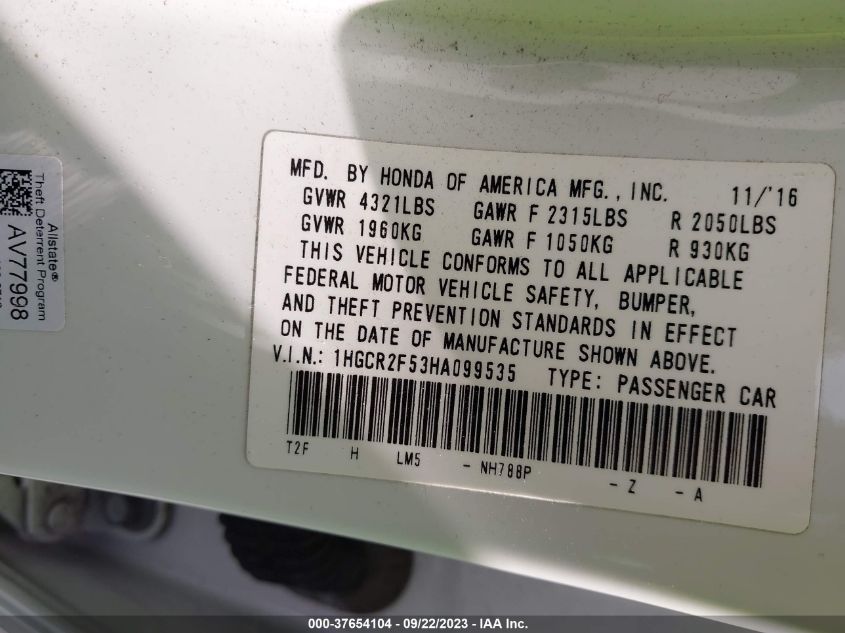 MFD. BY HONDA OF AMERICA MFG., INC. 11/'16
GVWR 4321LBS GAWR F 2315LBS R 2050LBS
GVWR 1960KG GAWR F 1050KG R 930KG
THIS VEHICLE CONFORMS TO ALL APPLICABLE
FEDERAL MOTOR VEHICLE SAFETY, BUMPER,
AND THEFT PREVENTION STANDARDS IN EFFECT
ON THE DATE OF MANUFACTURE SHOWN ABOVE.
V.I.N.: 1HGCR2F53HA099535 TYPE: PASSENGER CAR
T2F H LM5 - NH788P - Z - A
Allstate®
Theft Deterrent Program
AV77998
000-37654104 - 09/22/2023 - IAA Inc.